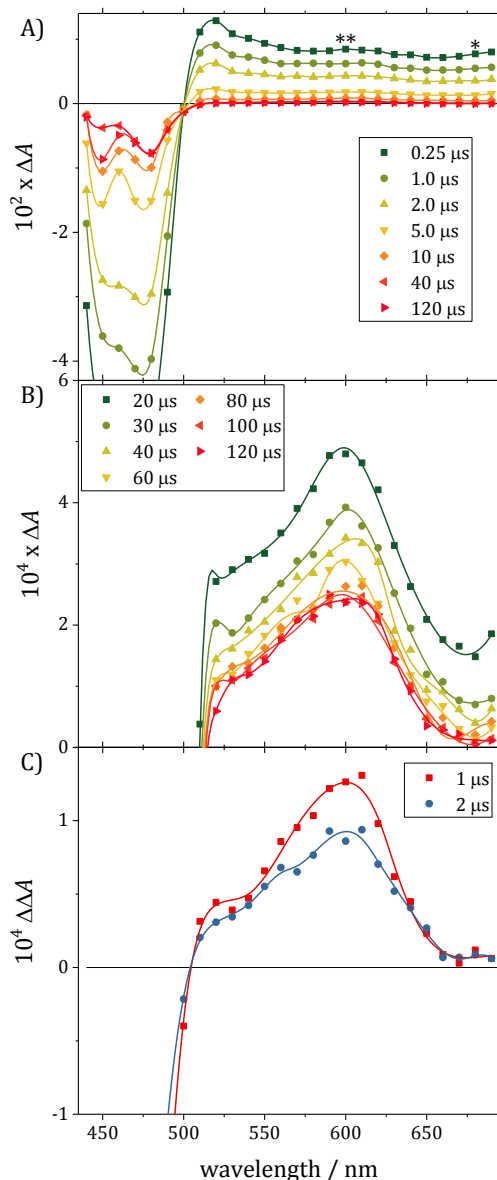 A)
10² x ΔA
0
-2
-4
**
*
0.25 µs
1.0 µs
2.0 µs
5.0 µs
10 µs
40 µs
120 µs
B)
10⁴ x ΔA
6
4
2
0
20 µs 80 µs
30 µs 100 µs
40 µs 120 µs
60 µs
C)
10⁴ ΔΔA
1
0
-1
1 µs
2 µs
450 500 550 600 650
wavelength / nm